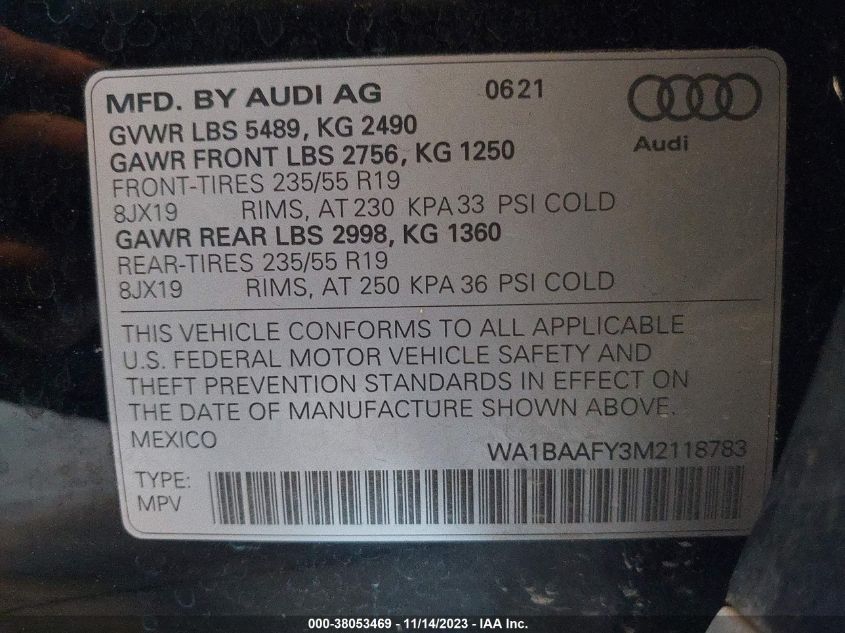 MFD. BY AUDI AG 0621
Audi
GVWR LBS 5489, KG 2490
GAWR FRONT LBS 2756, KG 1250
FRONT-TIRES 235/55 R19
8JX19 RIMS, AT 230 KPA 33 PSI COLD
GAWR REAR LBS 2998, KG 1360
REAR-TIRES 235/55 R19
8JX19 RIMS, AT 250 KPA 36 PSI COLD
THIS VEHICLE CONFORMS TO ALL APPLICABLE
U.S. FEDERAL MOTOR VEHICLE SAFETY AND
THEFT PREVENTION STANDARDS IN EFFECT ON
THE DATE OF MANUFACTURE SHOWN ABOVE.
MEXICO WA1BAAFY3M2118783
TYPE:
MPV
000-38053469 - 11/14/2023 - IAA Inc.